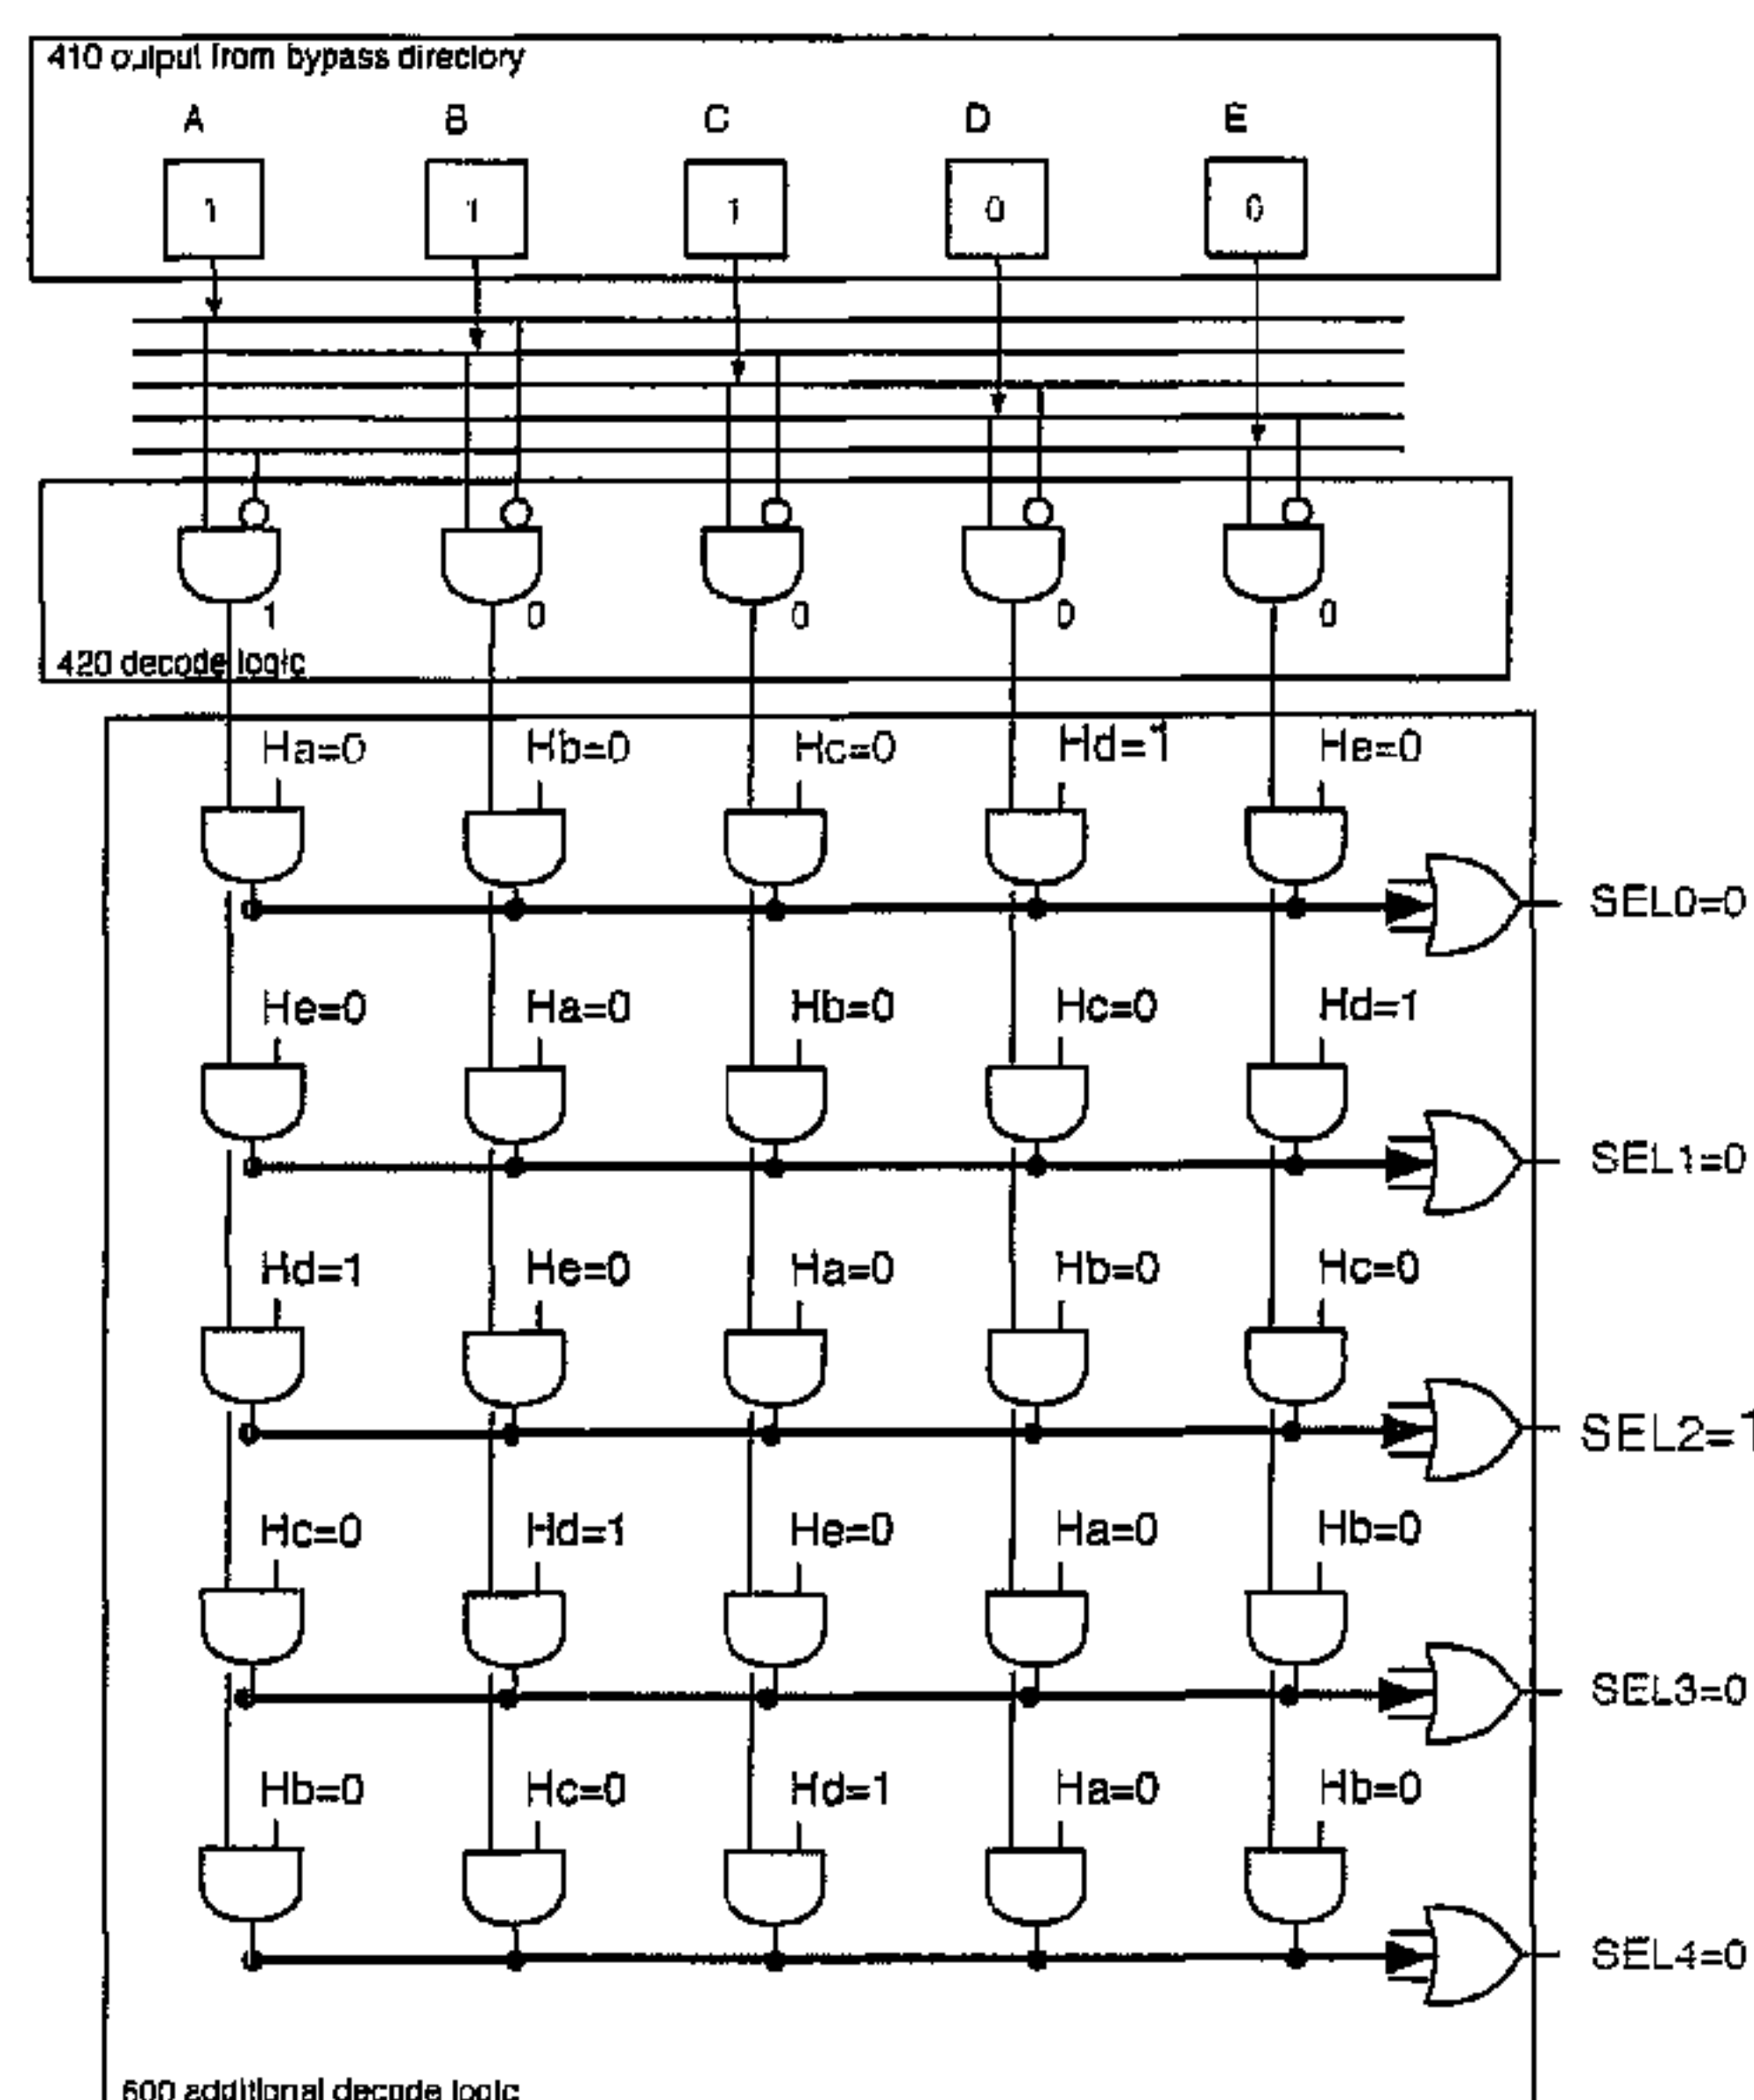 410 output from bypass directory
A B C D E
1 1 1 0 0
1 0 0 0 0
420 decode logic
Ha=0 Hb=0 Hc=0 Hd=1 He=0
SEL0=0
He=0 Ha=0 Hb=0 Hc=0 Hd=1
SEL1=0
Hd=1 He=0 Ha=0 Hb=0 Hc=0
SEL2=1
Hc=0 Hd=1 He=0 Ha=0 Hb=0
SEL3=0
Hb=0 Hc=0 Hd=1 Ha=0 Hb=0
SEL4=0
600 additional decode logic